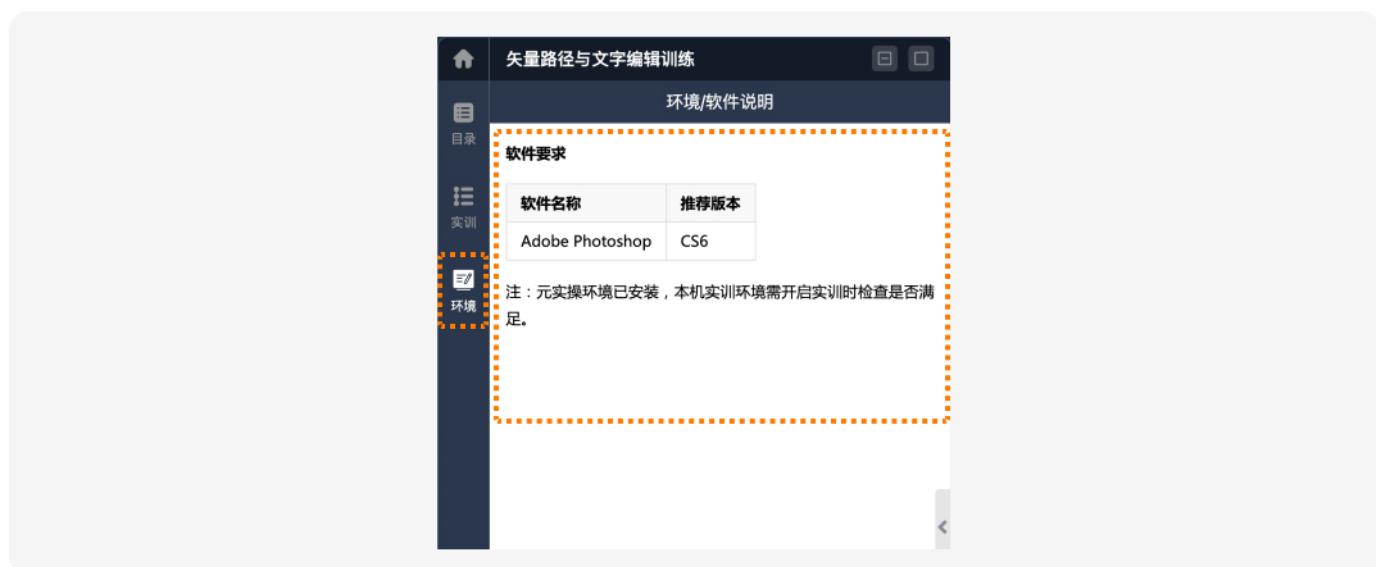 矢量路径与文字编辑训练
环境/软件说明
目录
软件要求
软件名称 推荐版本
实训
Adobe Photoshop CS6
环境
注：元实操环境已安装，本机实训环境需开启实训时检查是否满
足。